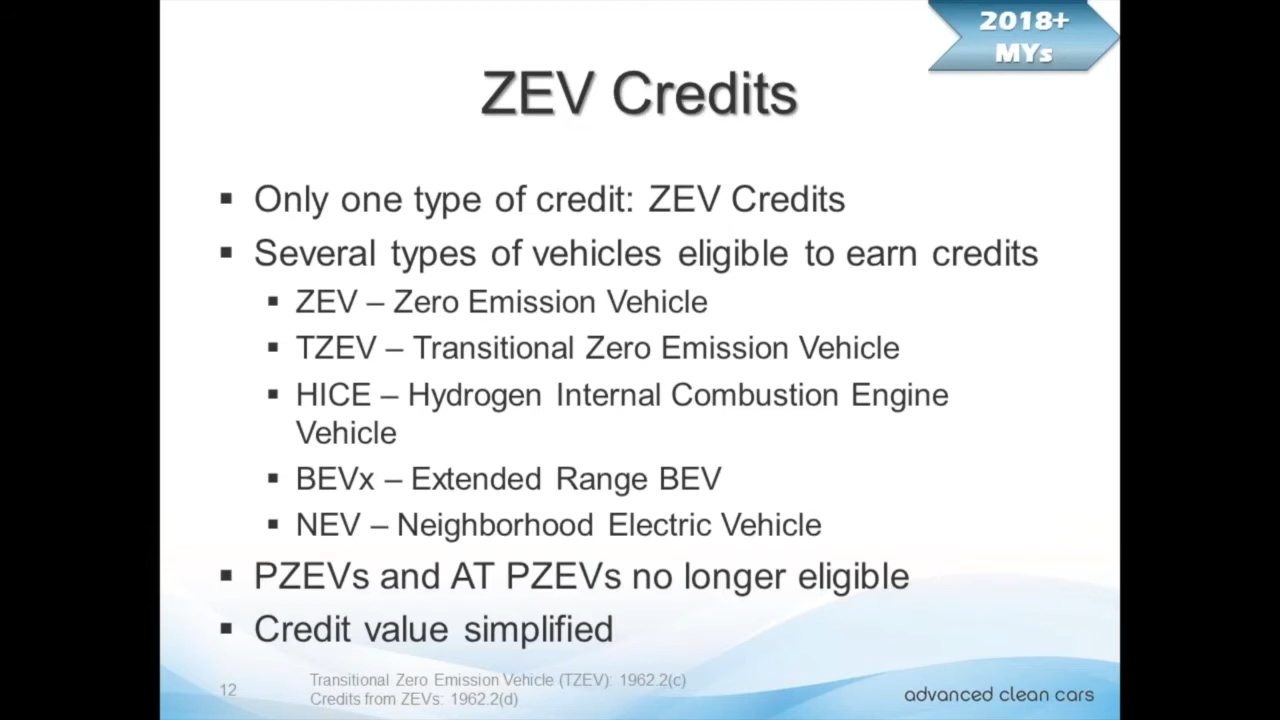 2018+
MYs
ZEV Credits
▪ Only one type of credit: ZEV Credits
▪ Several types of vehicles eligible to earn credits
▪ ZEV – Zero Emission Vehicle
▪ TZEV – Transitional Zero Emission Vehicle
▪ HICE – Hydrogen Internal Combustion Engine
Vehicle
▪ BEVx – Extended Range BEV
▪ NEV – Neighborhood Electric Vehicle
▪ PZEVs and AT PZEVs no longer eligible
▪ Credit value simplified
12
Transitional Zero Emission Vehicle (TZEV): 1962.2(c)
Credits from ZEVs: 1962.2(d)
advanced clean cars